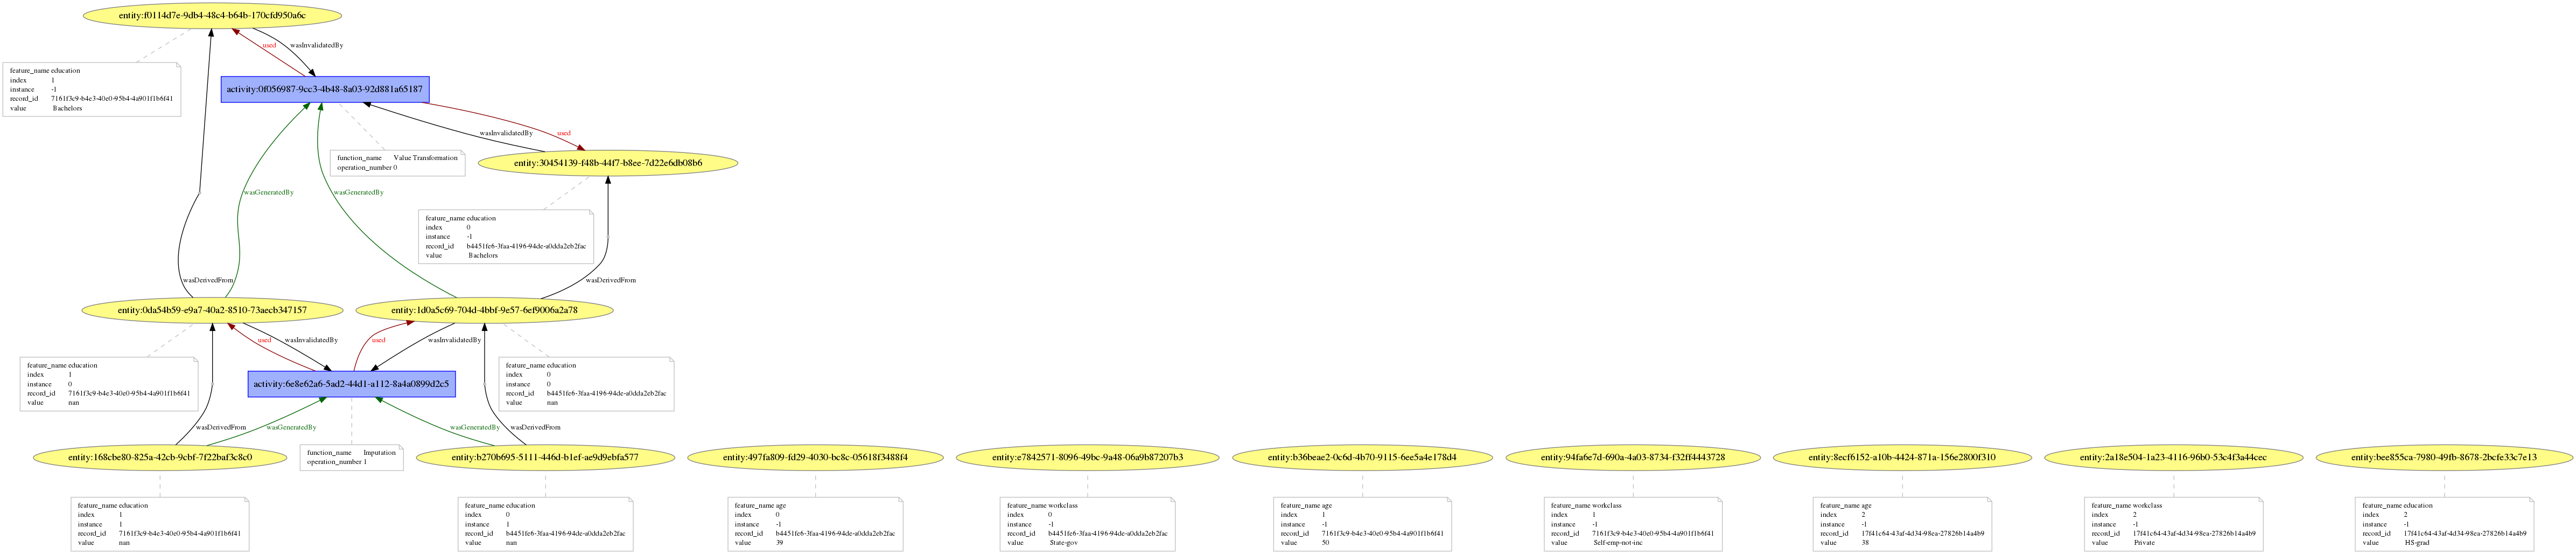 entity:f0114d7e-9db4-48c4-b64b-170cfd950a6c
used
wasInvalidatedBy
feature_name education
index 1
instance -1
record_id 7161f3c9-b4e3-40e0-95b4-4a901f1b6f41
value Bachelors
activity:0f056987-9cc3-4b48-8a03-92d881a65187
wasInvalidatedBy
used
function_name Value Transformation
operation_number 0
entity:30454139-f48b-44f7-b8ee-7d22e6db08b6
wasGeneratedBy
wasGeneratedBy
feature_name education
index 0
instance -1
record_id b4451fe6-3faa-4196-94de-a0dda2eb2fac
value Bachelors
wasDerivedFrom
wasDerivedFrom
entity:0da54b59-e9a7-40a2-8510-73aecb347157
entity:1d0a5c69-704d-4bbf-9e57-6ef9006a2a78
used
wasInvalidatedBy
used
wasInvalidatedBy
feature_name education
index 1
instance 0
record_id 7161f3c9-b4e3-40e0-95b4-4a901f1b6f41
value nan
activity:6e8e62a6-5ad2-44d1-a112-8a4a0899d2c5
feature_name education
index 0
instance 0
record_id b4451fe6-3faa-4196-94de-a0dda2eb2fac
value nan
wasDerivedFrom
wasGeneratedBy
wasGeneratedBy
wasDerivedFrom
entity:168cbe80-825a-42cb-9cbf-7f22baf3c8c0
function_name Imputation
operation_number 1
entity:b270b695-5111-446d-b1ef-ae9d9ebfa577
entity:497fa809-fd29-4030-bc8c-05618f3488f4
entity:e7842571-8096-49bc-9a48-06a9b87207b3
entity:b36beae2-0c6d-4b70-9115-6ee5a4e178d4
entity:94fa6e7d-690a-4a03-8734-f32ff4443728
entity:8ecf6152-a10b-4424-871a-156e2800f310
entity:2a18e504-1a23-4116-96b0-53c4f3a44cec
entity:bee855ca-7980-49fb-8678-2bcfe33c7e13
feature_name education
index 1
instance 1
record_id 7161f3c9-b4e3-40e0-95b4-4a901f1b6f41
value nan
feature_name education
index 0
instance 1
record_id b4451fe6-3faa-4196-94de-a0dda2eb2fac
value nan
feature_name age
index 0
instance -1
record_id b4451fe6-3faa-4196-94de-a0dda2eb2fac
value 39
feature_name workclass
index 0
instance -1
record_id b4451fe6-3faa-4196-94de-a0dda2eb2fac
value State-gov
feature_name age
index 1
instance -1
record_id 7161f3c9-b4e3-40e0-95b4-4a901f1b6f41
value 50
feature_name workclass
index 1
instance -1
record_id 7161f3c9-b4e3-40e0-95b4-4a901f1b6f41
value Self-emp-not-inc
feature_name age
index 2
instance -1
record_id 17f41c64-43af-4d34-98ea-27826b14a4b9
value 38
feature_name workclass
index 2
instance -1
record_id 17f41c64-43af-4d34-98ea-27826b14a4b9
value Private
feature_name education
index 2
instance -1
record_id 17f41c64-43af-4d34-98ea-27826b14a4b9
value HS-grad